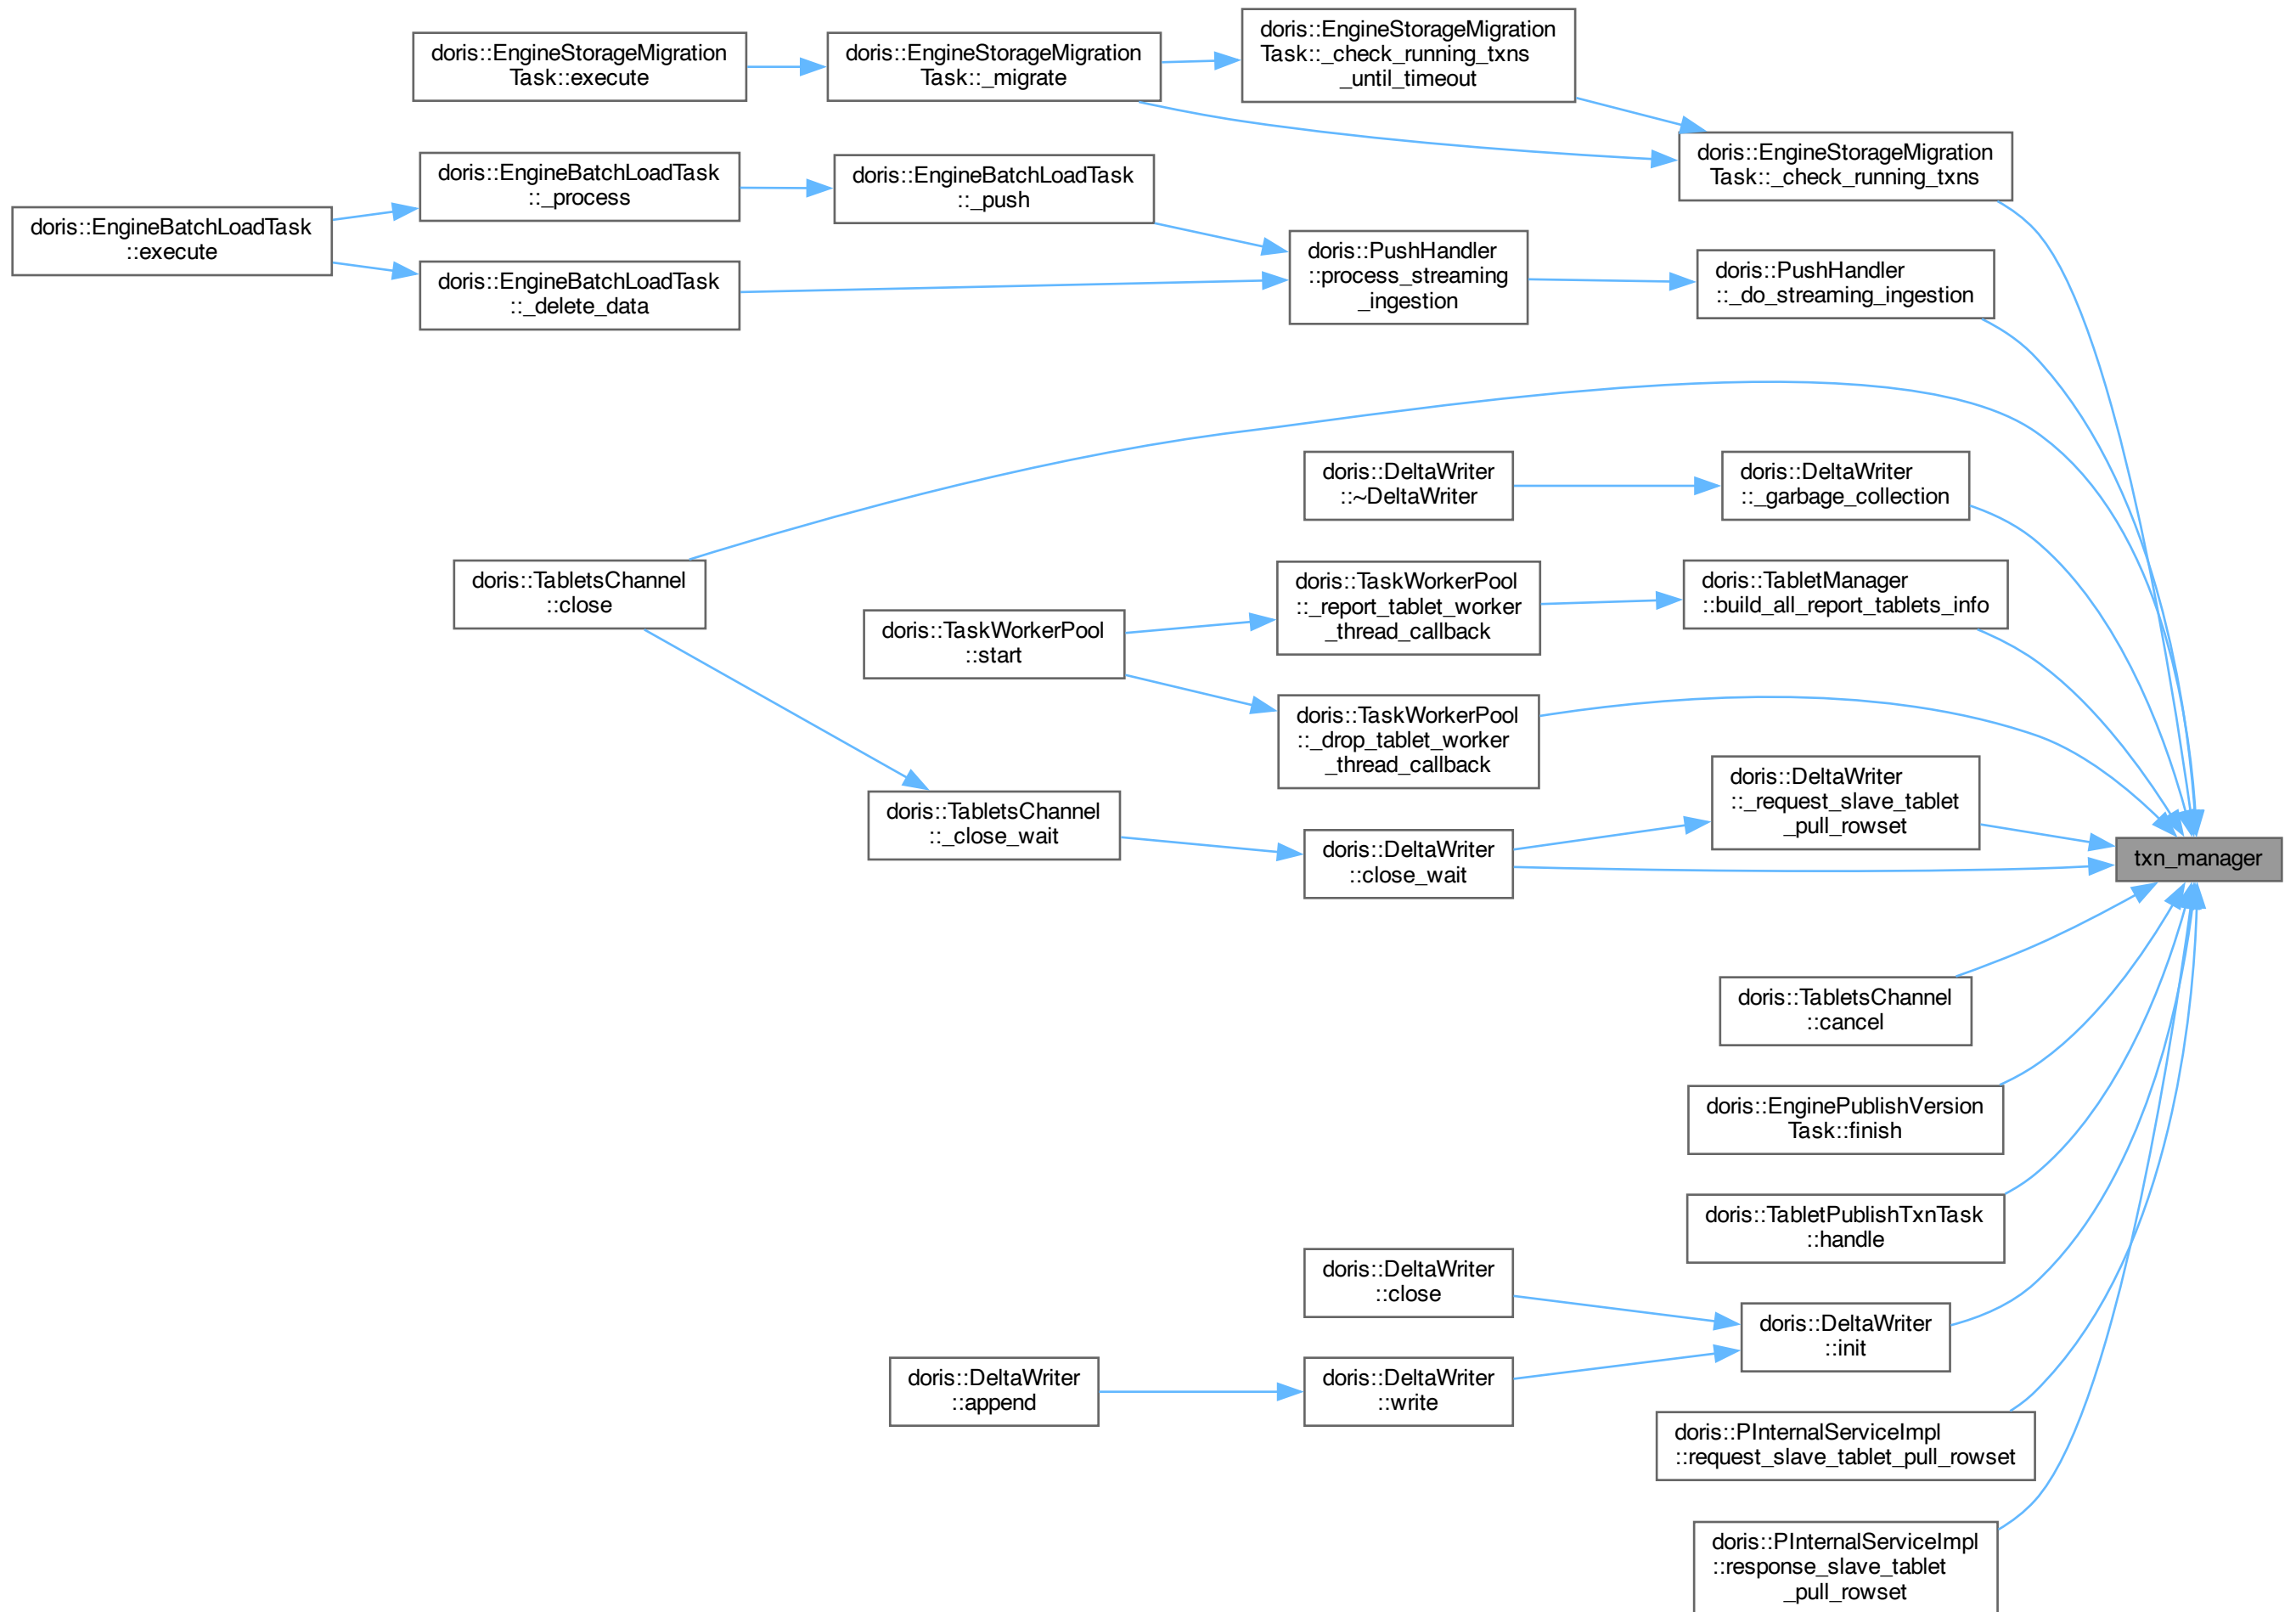 doris::EngineStorageMigration
Task::execute
doris::EngineStorageMigration
Task::_migrate
doris::EngineStorageMigration
Task::_check_running_txns
_until_timeout
doris::EngineStorageMigration
Task::_check_running_txns
doris::EngineBatchLoadTask
::execute
doris::EngineBatchLoadTask
::_process
doris::EngineBatchLoadTask
::_push
doris::EngineBatchLoadTask
::_delete_data
doris::PushHandler
::process_streaming
_ingestion
doris::PushHandler
::_do_streaming_ingestion
doris::DeltaWriter
::~DeltaWriter
doris::DeltaWriter
::_garbage_collection
doris::TabletsChannel
::close
doris::TaskWorkerPool
::start
doris::TaskWorkerPool
::_report_tablet_worker
_thread_callback
doris::TabletManager
::build_all_report_tablets_info
doris::TaskWorkerPool
::_drop_tablet_worker
_thread_callback
doris::TabletsChannel
::_close_wait
doris::DeltaWriter
::close_wait
doris::DeltaWriter
::_request_slave_tablet
_pull_rowset
txn_manager
doris::TabletsChannel
::cancel
doris::EnginePublishVersion
Task::finish
doris::TabletPublishTxnTask
::handle
doris::DeltaWriter
::close
doris::DeltaWriter
::init
doris::DeltaWriter
::append
doris::DeltaWriter
::write
doris::PInternalServiceImpl
::request_slave_tablet_pull_rowset
doris::PInternalServiceImpl
::response_slave_tablet
_pull_rowset